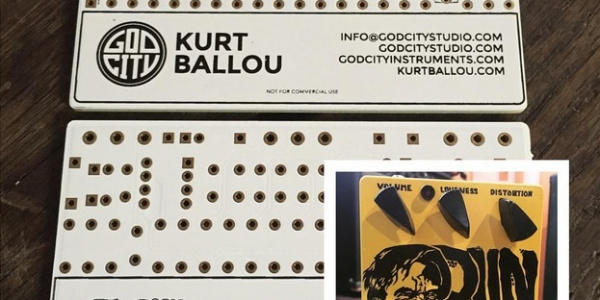 GOD
CITY
KURT
BALLOU
INFO@GODCITYSTUDIO.COM
GODCITYSTUDIO.COM
GODCITYINSTRUMENTS.COM
KURTBALLOU.COM
NOT FOR COMMERCIAL USE
VOLUME
LOUDNESS
DISTORTION